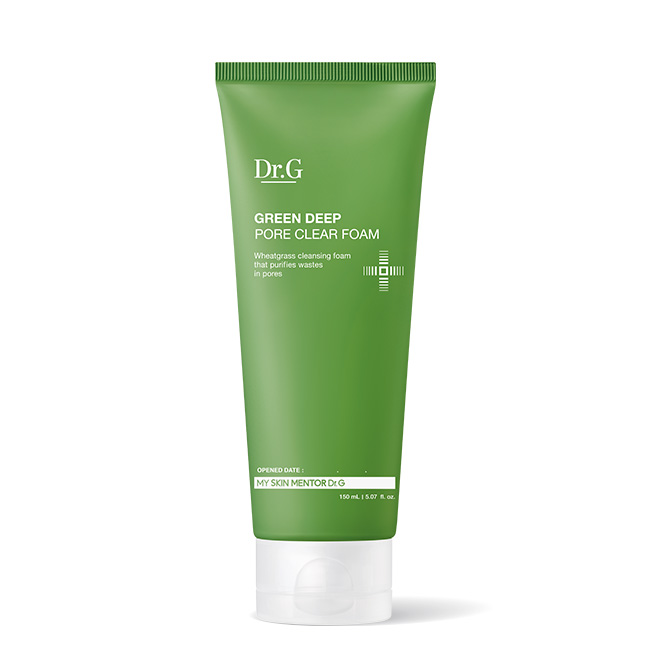 Dr.G
GREEN DEEP
PORE CLEAR FOAM
Wheatgrass cleansing foam
that purifies wastes
in pores
OPENED DATE : . .
MY SKIN MENTOR Dr.G
150 mL | 5.07 fl. oz.